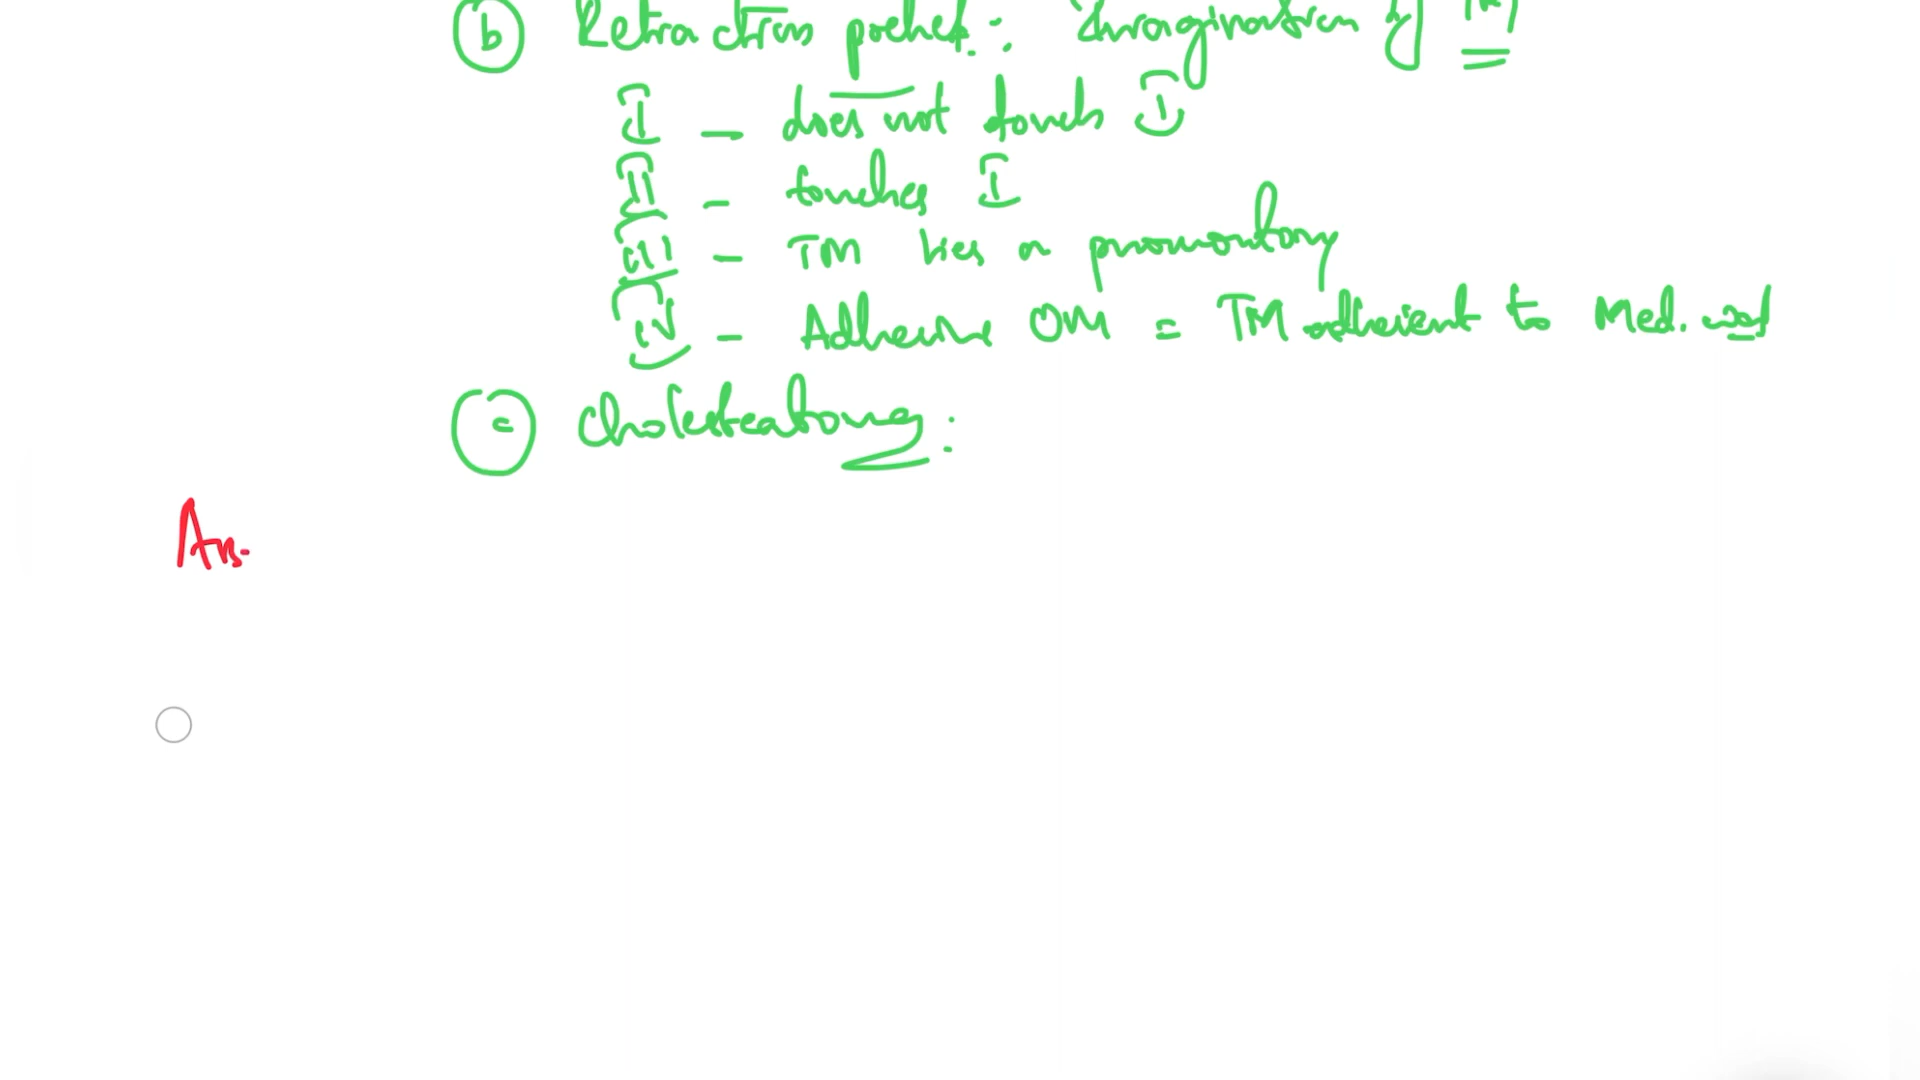 b Retraction pocket: Invagination of TM
I - does not touch I
II - touches I
III - TM lies on promontory
IV - Adhesive OM = TM adherent to Med. wall
c Cholesteatoma:
Ans.